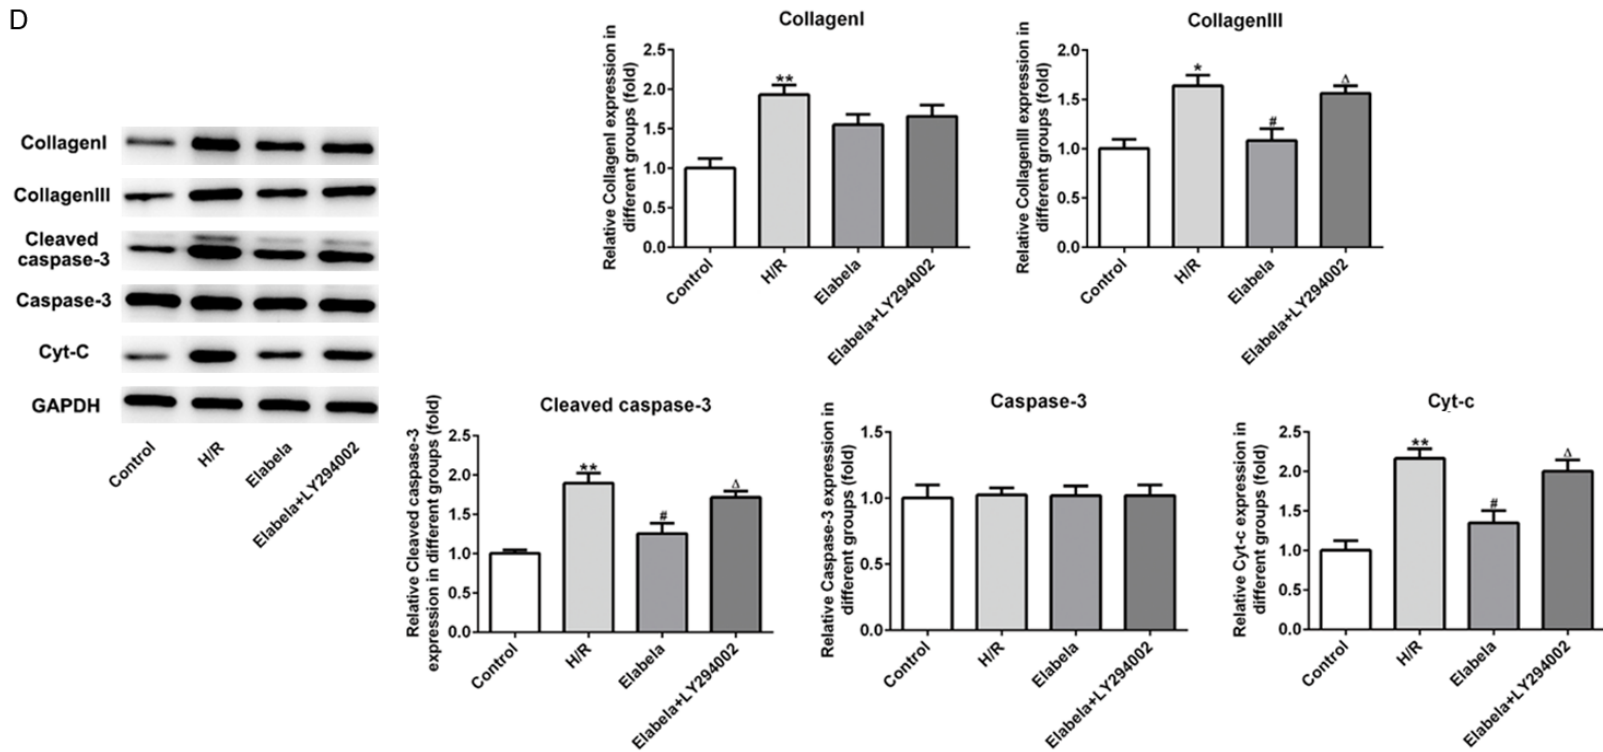 D
CollagenI
CollagenIII
Cleaved
caspase-3
Caspase-3
Cyt-C
GAPDH
Control
H/R
Elabela
Elabela+LY294002
CollagenI
Relative CollagenI expression in
different groups (fold)
2.5
2.0
1.5
1.0
0.5
0.0
**
Control
H/R
Elabela
Elabela+LY294002
CollagenIII
Relative CollagenIII expression in
different groups (fold)
2.0
1.5
1.0
0.5
0.0
*
#
Δ
Control
H/R
Elabela
Elabela+LY294002
Cleaved caspase-3
Relative Cleaved caspase-3
expression in different groups (fold)
2.5
2.0
1.5
1.0
0.5
0.0
**
#
Δ
Control
H/R
Elabela
Elabela+LY294002
Caspase-3
Relative Caspase-3 expression in
different groups (fold)
1.5
1.0
0.5
0.0
Control
H/R
Elabela
Elabela+LY294002
Cyt-c
Relative Cyt-c expression in
different groups (fold)
2.5
2.0
1.5
1.0
0.5
0.0
**
#
Δ
Control
H/R
Elabela
Elabela+LY294002